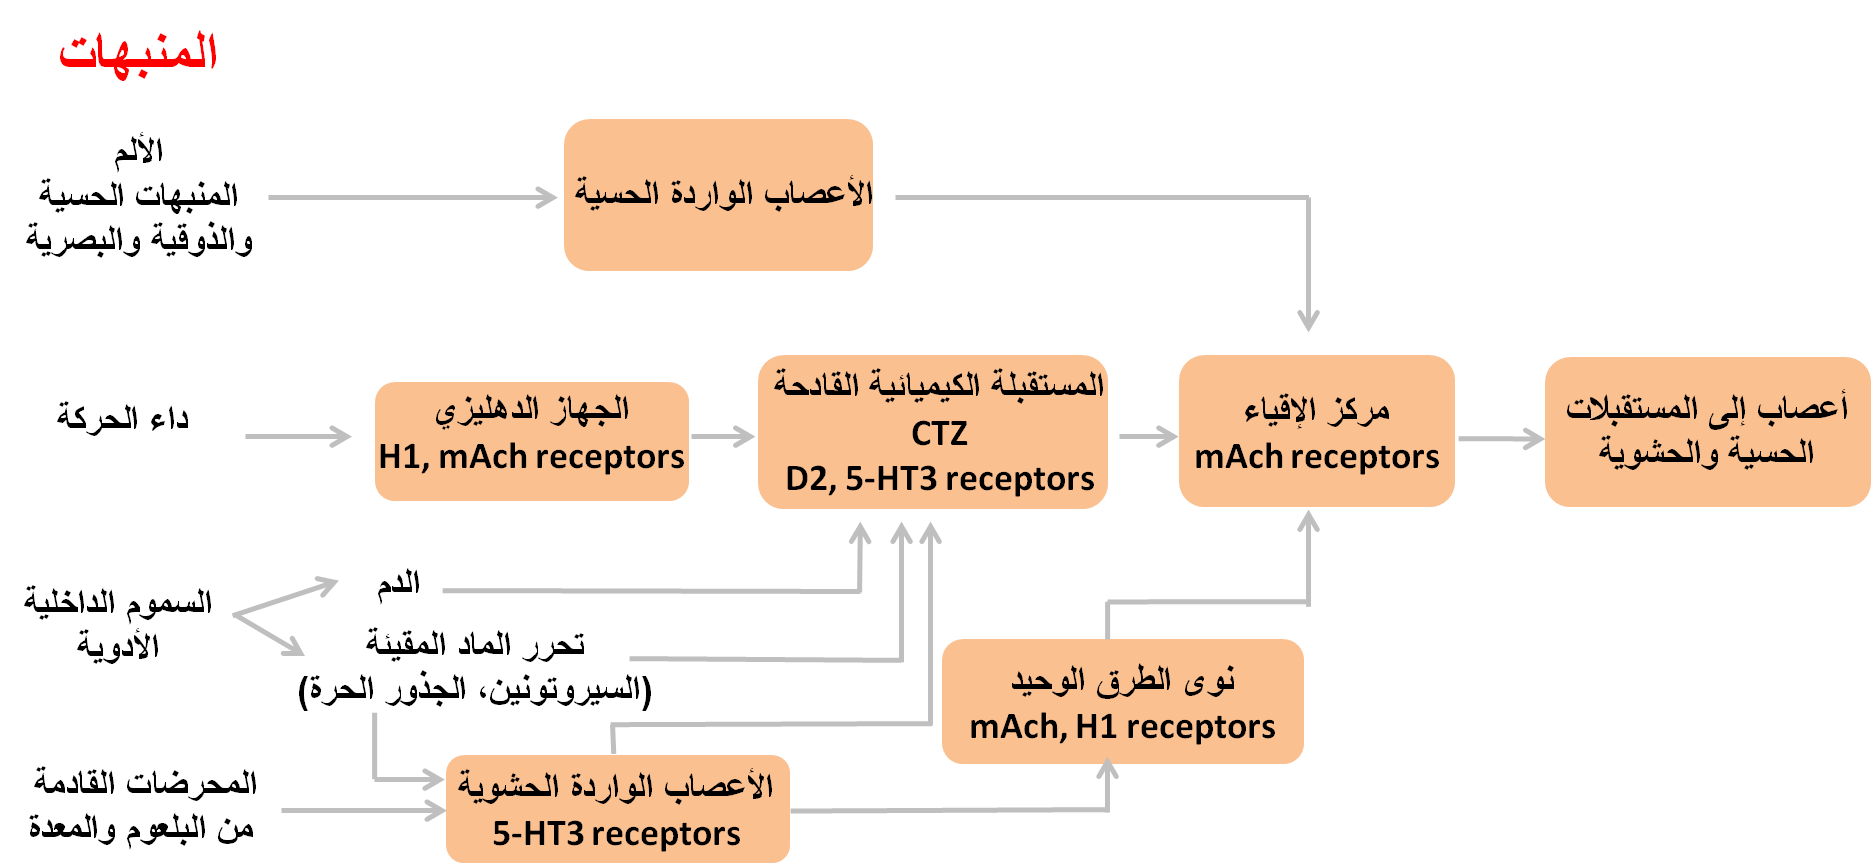 المنبهات
الألم
المنبهات الحسية
والذوقية والبصرية
الأعصاب الواردة الحسية
داء الحركة
الجهاز الدهليزي
H1, mAch receptors
المستقبلة الكيميائية القادحة
CTZ
D2, 5-HT3 receptors
مركز الإقياء
mAch receptors
أعصاب إلى المستقبلات
الحسية والحشوية
السموم الداخلية
الأدوية
الدم
تحرر الماد المقيئة
(السيروتونين، الجذور الحرة)
نوى الطرق الوحيد
mAch, H1 receptors
المحرضات القادمة
من البلعوم والمعدة
الأعصاب الواردة الحشوية
5-HT3 receptors